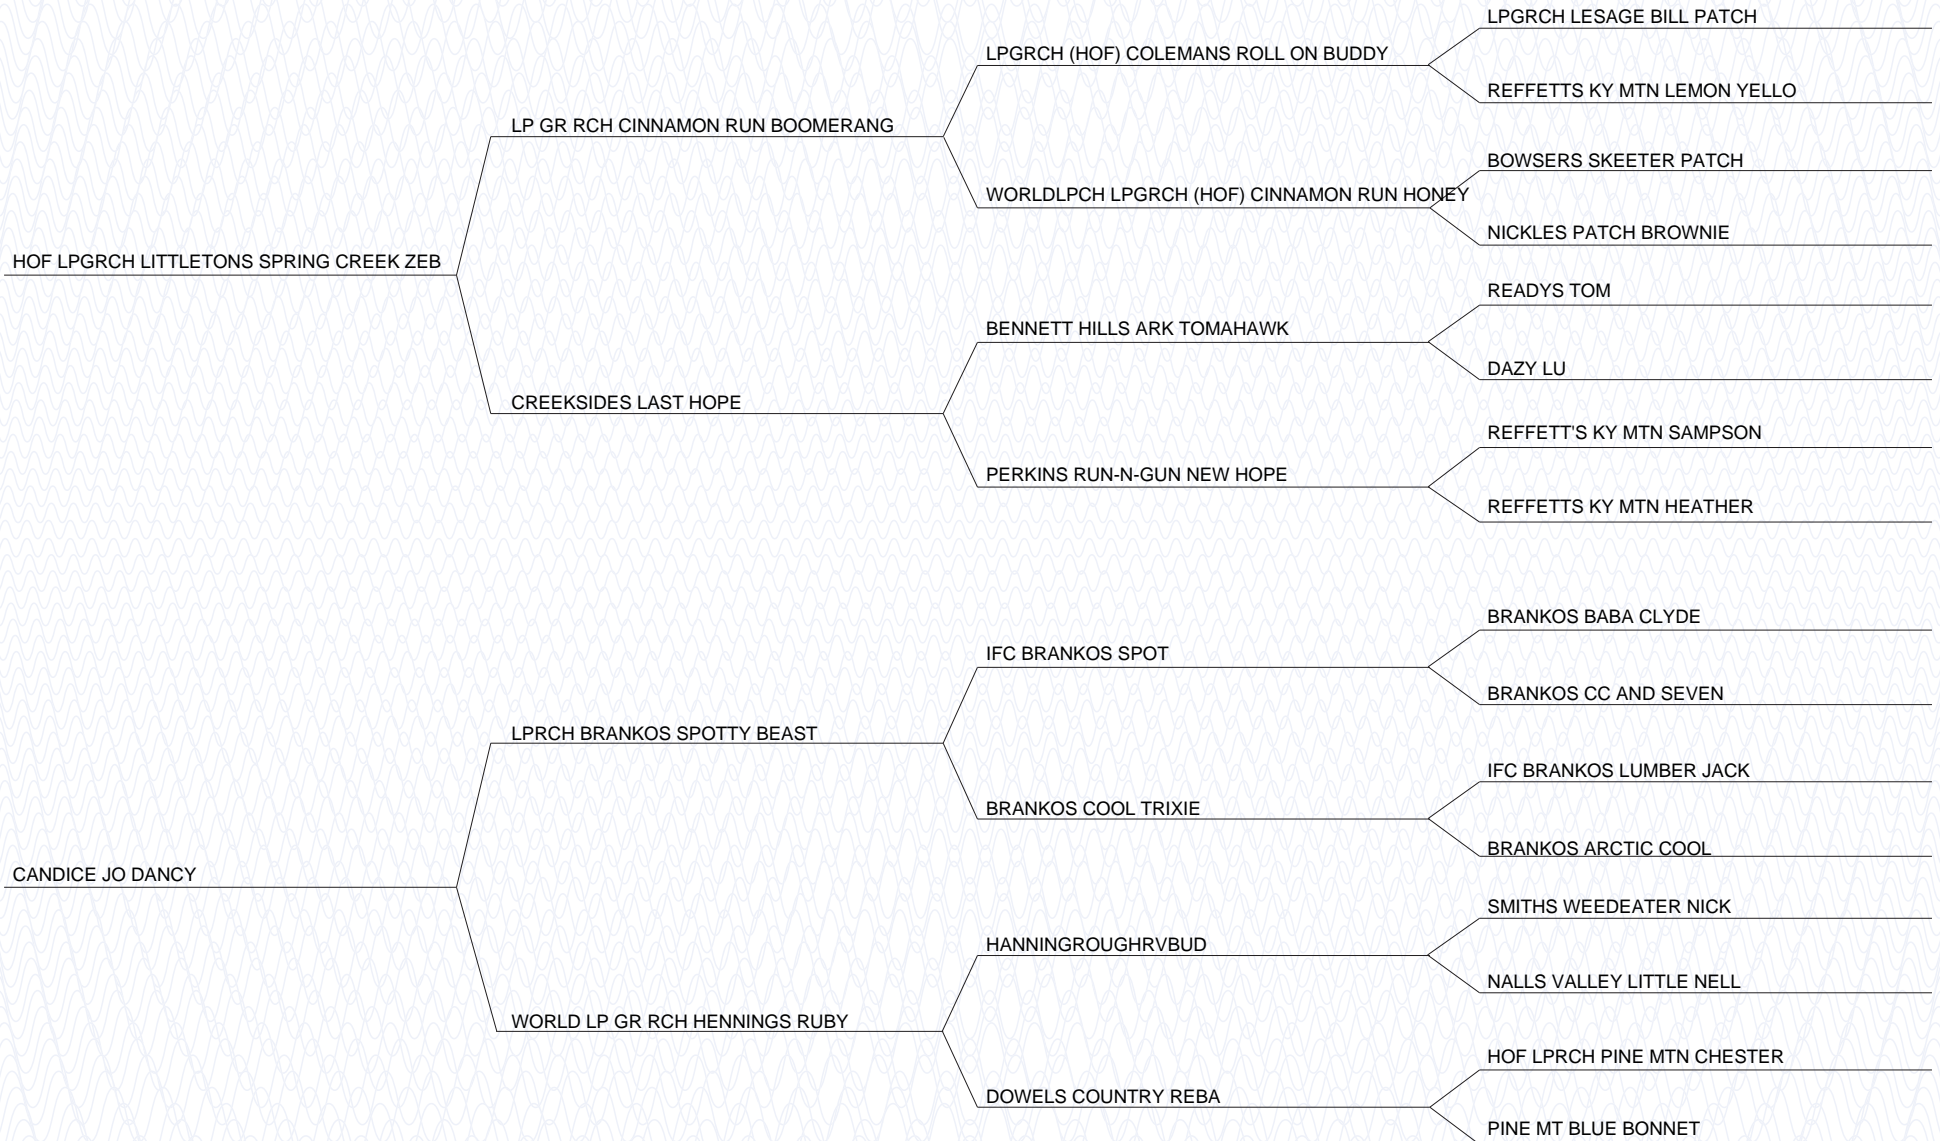 LPGRCH LESAGE BILL PATCH
LPGRCH (HOF) COLEMANS ROLL ON BUDDY
REFFETTS KY MTN LEMON YELLO
LP GR RCH CINNAMON RUN BOOMERANG
BOWSERS SKEETER PATCH
WORLDLPCH LPGRCH (HOF) CINNAMON RUN HONEY
NICKLES PATCH BROWNIE
HOF LPGRCH LITTLETONS SPRING CREEK ZEB
READYS TOM
BENNETT HILLS ARK TOMAHAWK
DAZY LU
CREEKSIDES LAST HOPE
REFFETT'S KY MTN SAMPSON
PERKINS RUN-N-GUN NEW HOPE
REFFETTS KY MTN HEATHER
BRANKOS BABA CLYDE
IFC BRANKOS SPOT
BRANKOS CC AND SEVEN
LPRCH BRANKOS SPOTTY BEAST
IFC BRANKOS LUMBER JACK
BRANKOS COOL TRIXIE
BRANKOS ARCTIC COOL
CANDICE JO DANCY
SMITHS WEEDEATER NICK
HANNINGROUGHRVBUD
NALLS VALLEY LITTLE NELL
WORLD LP GR RCH HENNINGS RUBY
HOF LPRCH PINE MTN CHESTER
DOWELS COUNTRY REBA
PINE MT BLUE BONNET